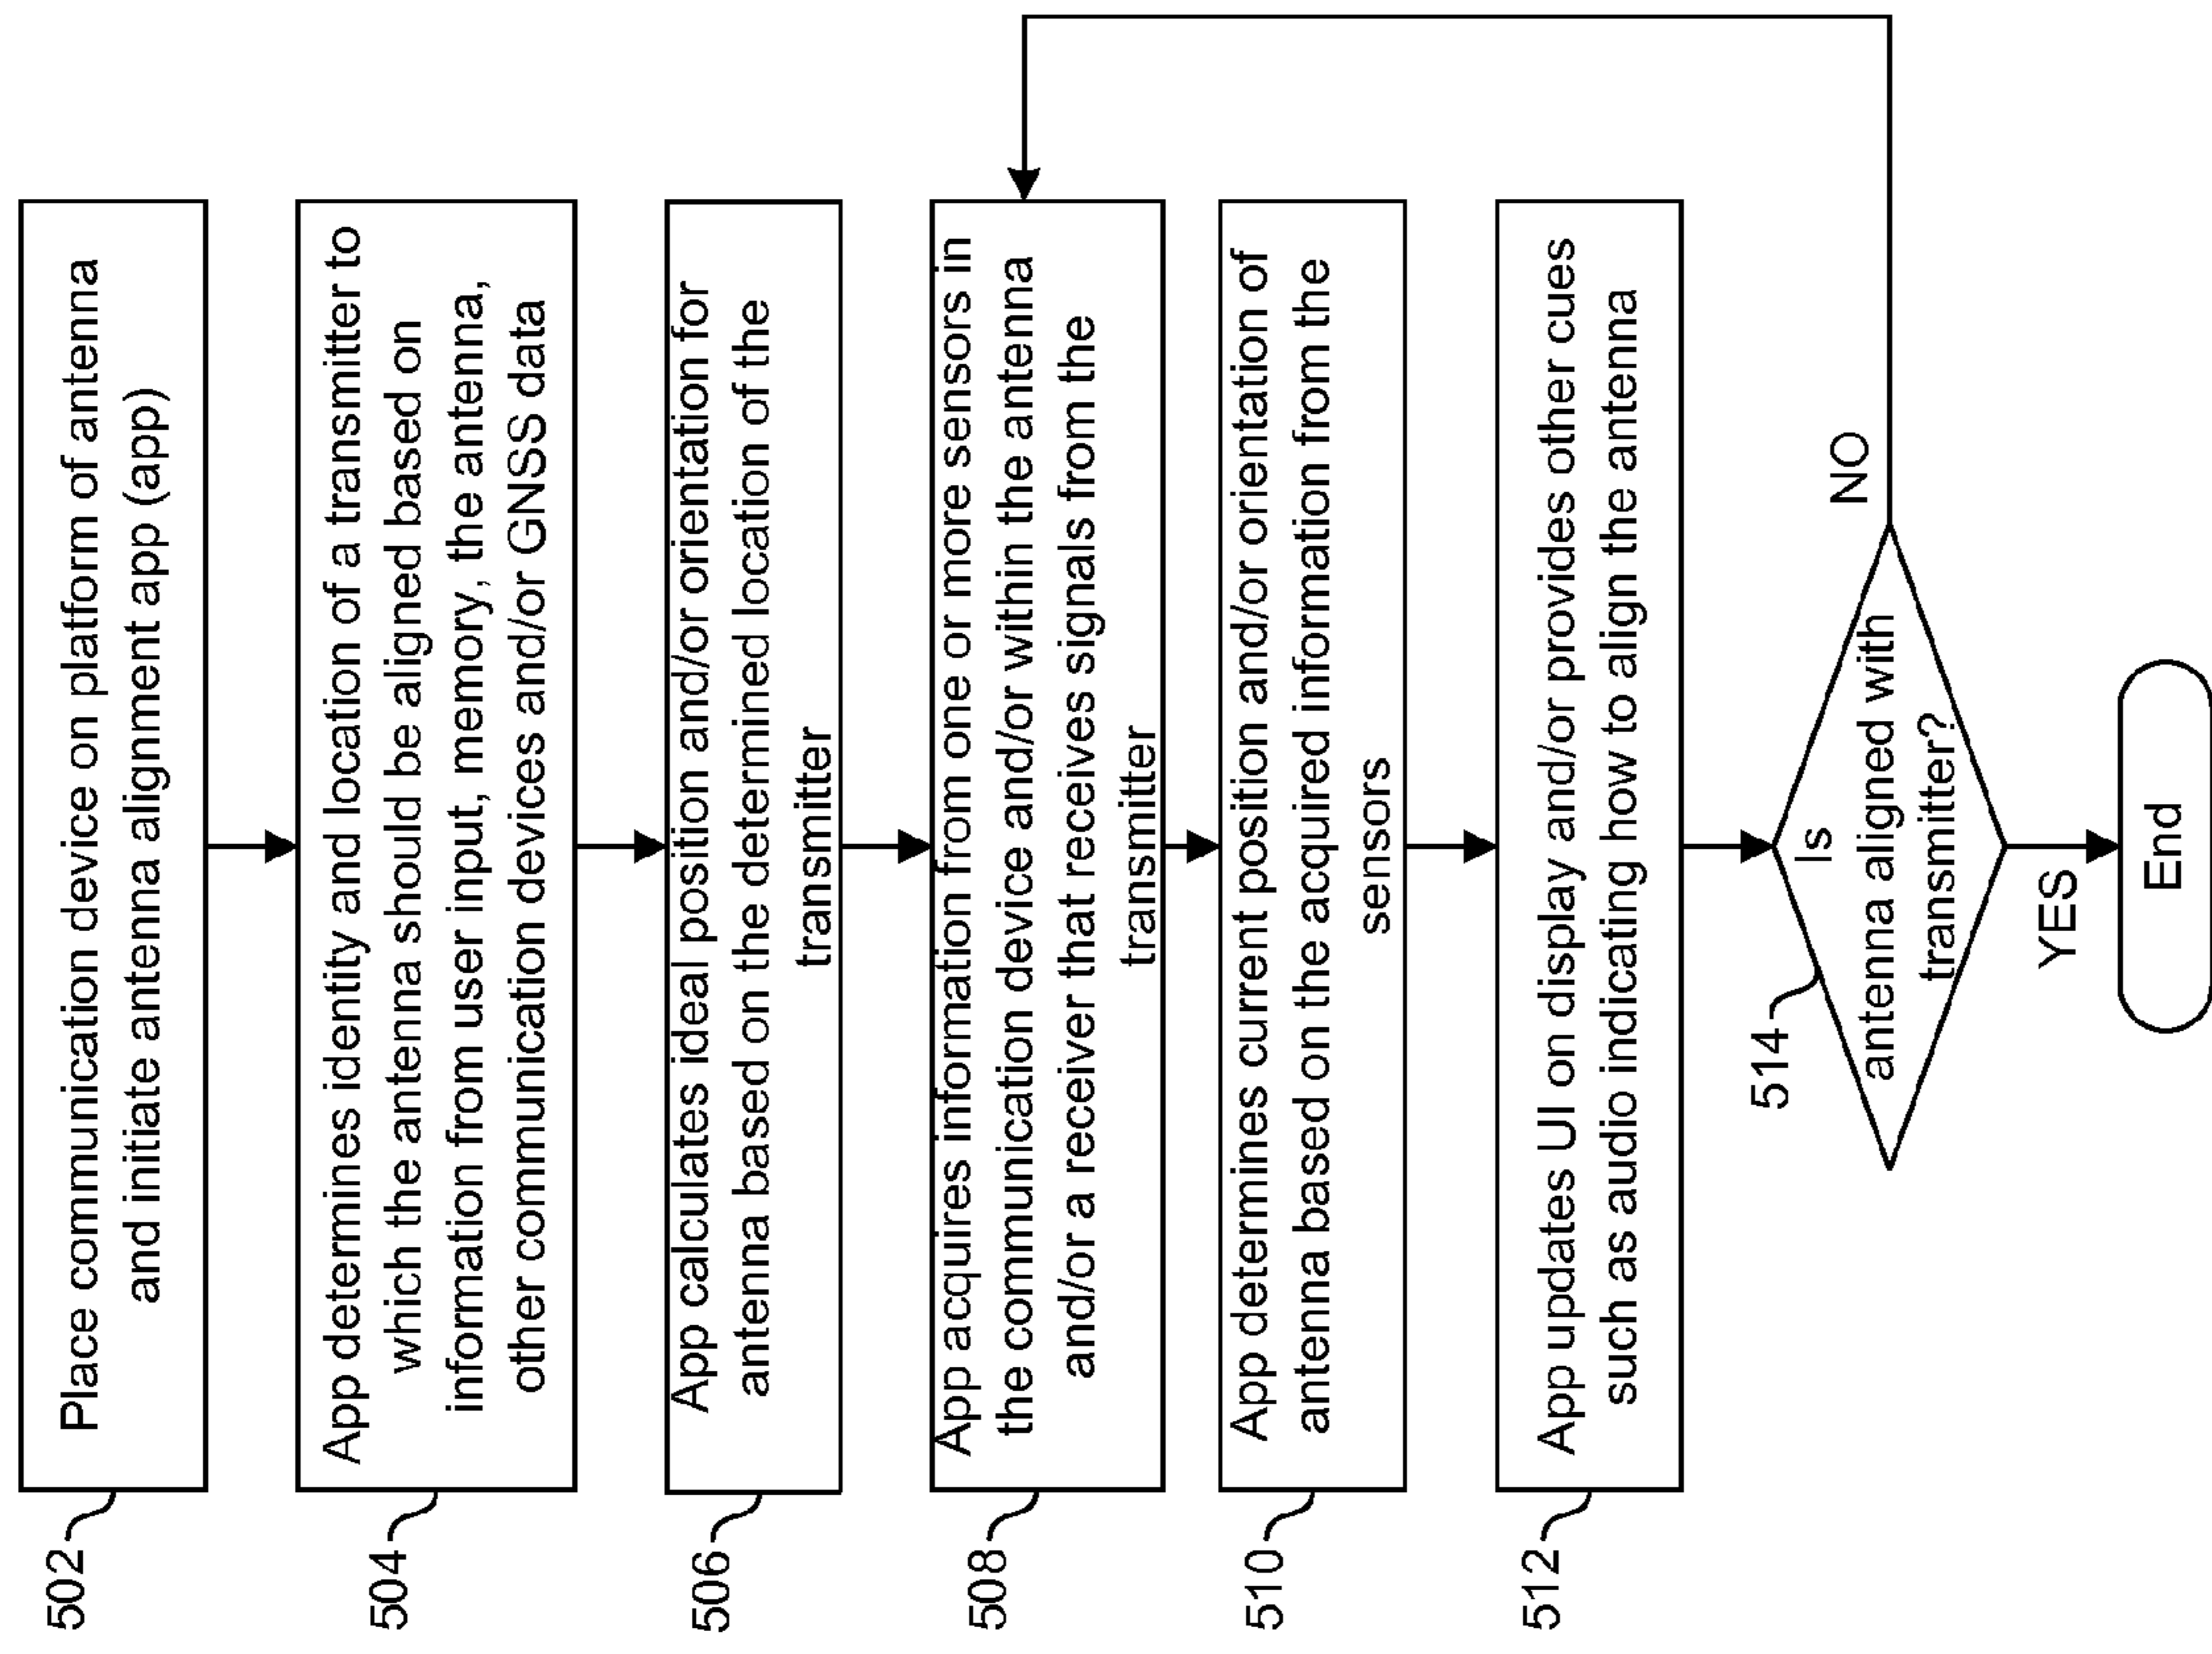 502
Place communication device on platform of antenna
and initiate antenna alignment app (app)
504
App determines identity and location of a transmitter to
which the antenna should be aligned based on
information from user input, memory, the antenna,
other communication devices and/or GNSS data
506
App calculates ideal position and/or orientation for
antenna based on the determined location of the
transmitter
508
App acquires information from one or more sensors in
the communication device and/or within the antenna
and/or a receiver that receives signals from the
transmitter
510
App determines current position and/or orientation of
antenna based on the acquired information from the
sensors
512
App updates UI on display and/or provides other cues
such as audio indicating how to align the antenna
514
Is
antenna aligned with
transmitter?
NO
YES
End